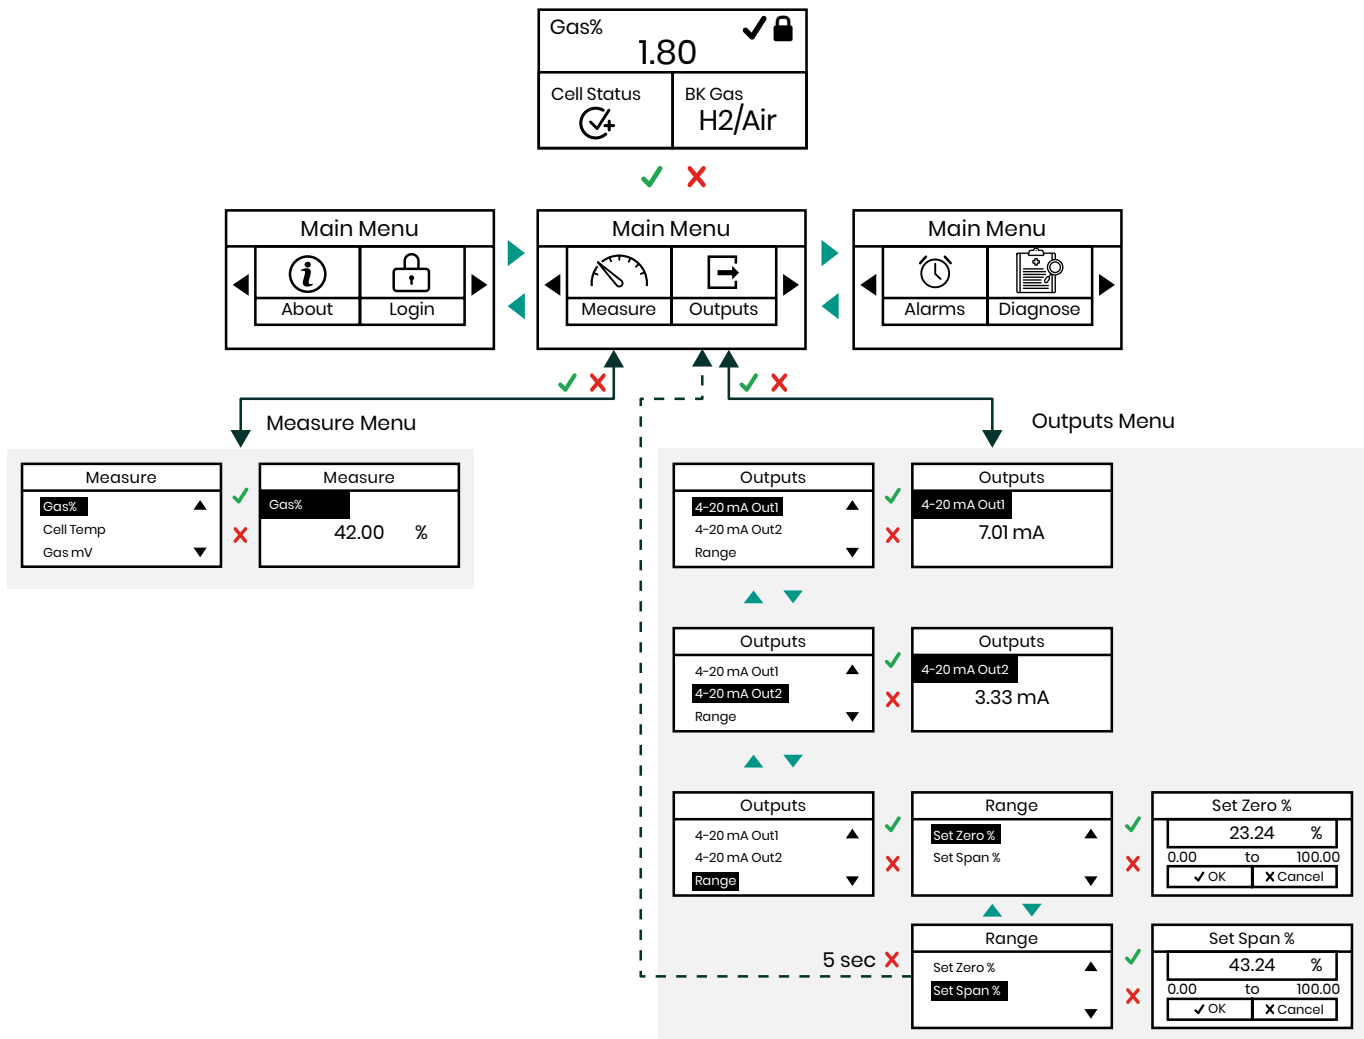 Gas%
1.80
Cell Status
BK Gas
H2/Air
Main Menu
About
Login
Main Menu
Measure
Outputs
Main Menu
Alarms
Diagnose
Measure Menu
Outputs Menu
Measure
Gas%
Cell Temp
Gas mV
Measure
Gas%
42.00 %
Outputs
4-20 mA Out1
4-20 mA Out2
Range
Outputs
4-20 mA Out1
7.01 mA
Outputs
4-20 mA Out1
4-20 mA Out2
Range
Outputs
4-20 mA Out2
3.33 mA
Outputs
4-20 mA Out1
4-20 mA Out2
Range
Range
Set Zero %
Set Span %
Set Zero %
23.24 %
0.00 to 100.00
OK
Cancel
5 sec
Range
Set Zero %
Set Span %
Set Span %
43.24 %
0.00 to 100.00
OK
Cancel